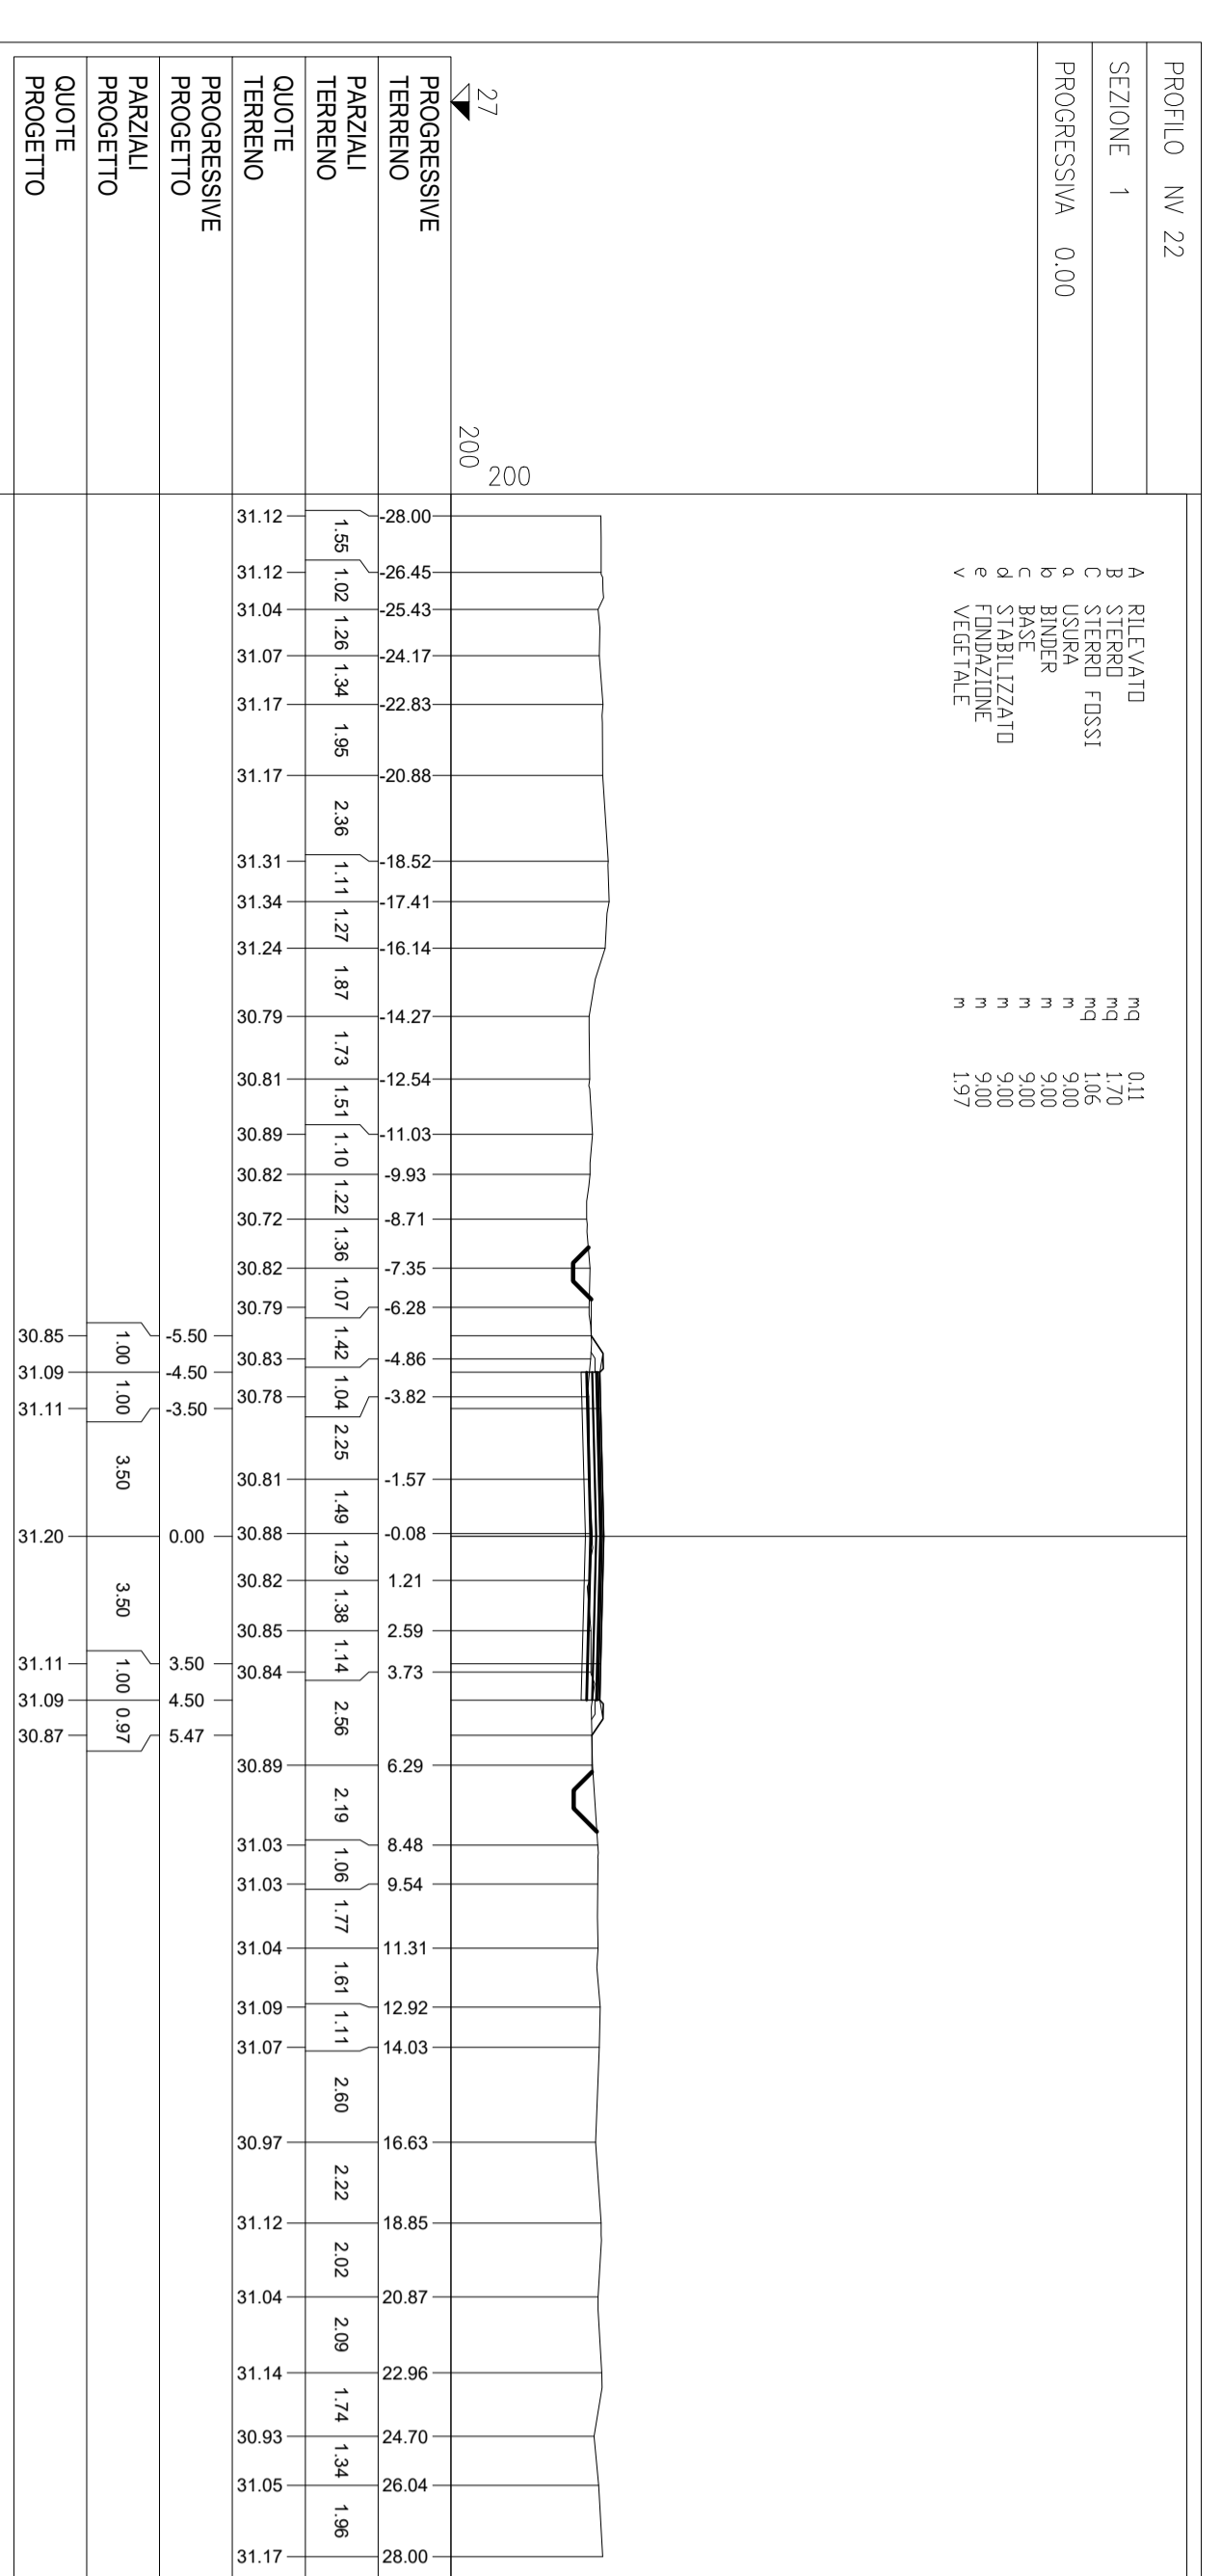 PROFILO NV 22
SEZIONE 1
PROGRESSIVA 0.00
A RILEVATO mq 0.11
B STERRO mq 1.70
C STERRO FOSSI mq 1.06
a USURA m 9.00
b BINDER m 9.00
c BASE m 9.00
d STABILIZZATO m 9.00
e FONDAZIONE m 9.00
v VEGETALE m 1.97
200
27 200
PROGRESSIVE TERRENO
-28.00 -26.45 -25.43 -24.17 -22.83 -20.88 -18.52 -17.41 -16.14 -14.27 -12.54 -11.03 -9.93 -8.71 -7.35 -6.28 -4.86 -3.82 -1.57 -0.08 1.21 2.59 3.73 6.29 8.48 9.54 11.31 12.92 14.03 16.63 18.85 20.87 22.96 24.70 26.04 28.00
PARZIALI TERRENO
1.55 1.02 1.26 1.34 1.95 2.36 1.11 1.27 1.87 1.73 1.51 1.10 1.22 1.36 1.07 1.42 1.04 2.25 1.49 1.29 1.38 1.14 2.56 2.19 1.06 1.77 1.61 1.11 2.60 2.22 2.02 2.09 1.74 1.34 1.96
QUOTE TERRENO
31.12 31.12 31.04 31.07 31.17 31.17 31.31 31.34 31.24 30.79 30.81 30.89 30.82 30.72 30.82 30.79 30.83 30.78 30.81 30.88 30.82 30.85 30.84 30.89 31.03 31.03 31.04 31.09 31.07 30.97 31.12 31.04 31.14 30.93 31.05 31.17
PROGRESSIVE PROGETTO
-5.50 -4.50 -3.50 0.00 3.50 4.50 5.47
PARZIALI PROGETTO
1.00 1.00 3.50 3.50 1.00 0.97
QUOTE PROGETTO
30.85 31.09 31.11 31.20 31.11 31.09 30.87